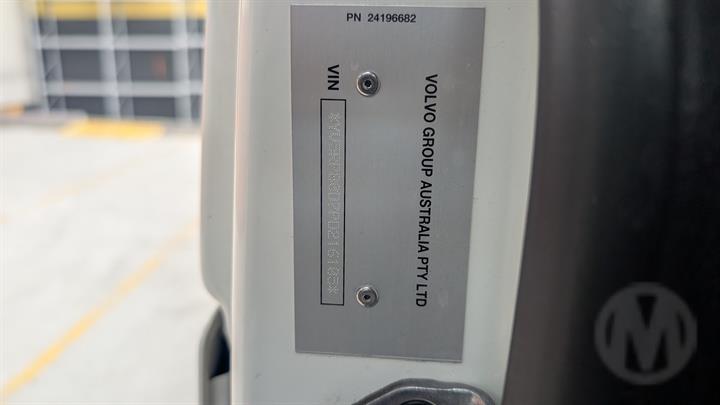 PN 24196682
VOLVO GROUP AUSTRALIA PTY LTD
VIN
M